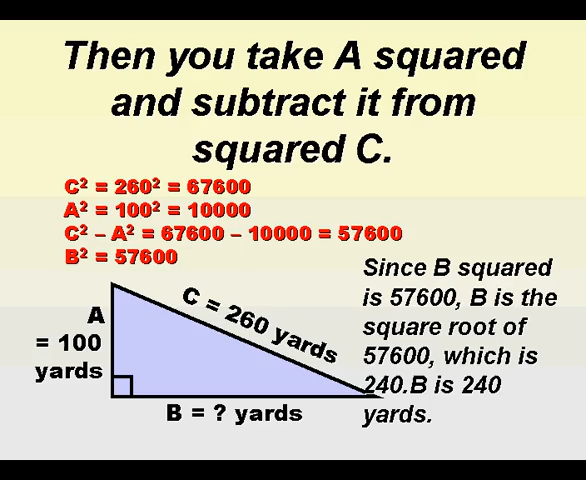 Then you take A squared
and subtract it from
squared C.
C² = 260² = 67600
A² = 100² = 10000
C² – A² = 67600 – 10000 = 57600
B² = 57600
Since B squared
is 57600, B is the
square root of
57600, which is
240.B is 240
yards.
A
= 100
yards
C = 260 yards
B = ? yards